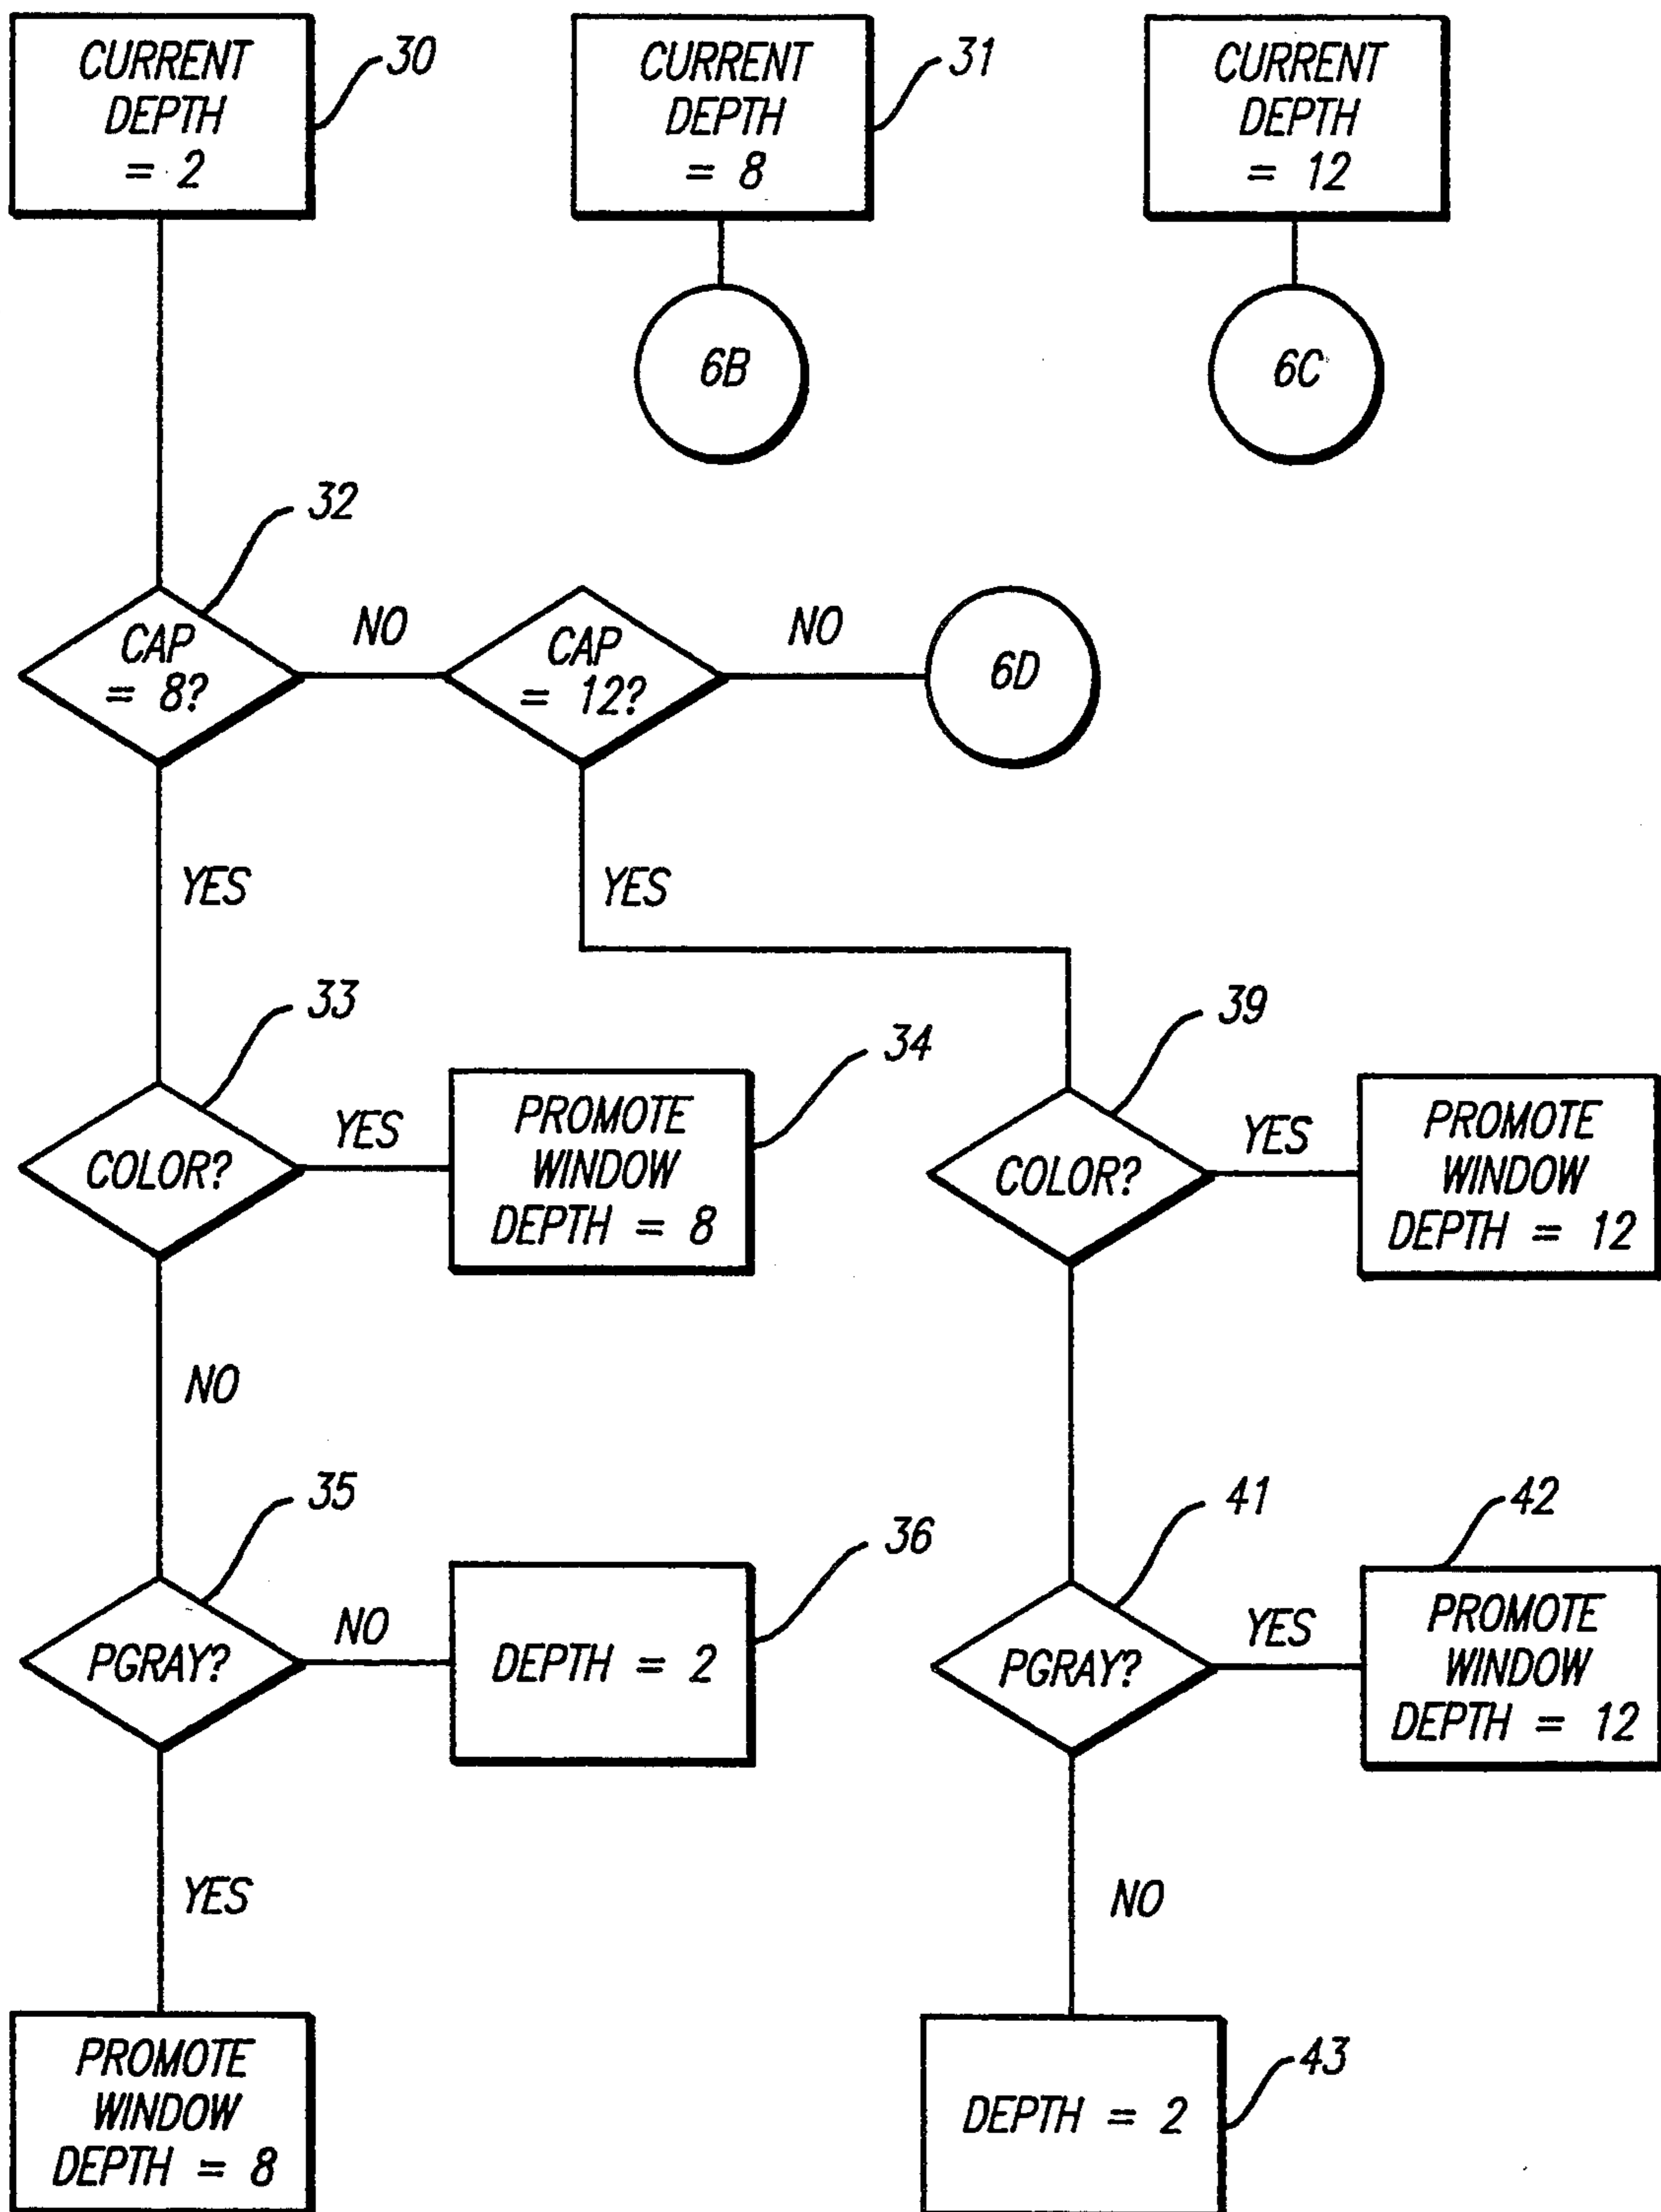 CURRENT
DEPTH
= 2
30
CURRENT
DEPTH
= 8
31
CURRENT
DEPTH
= 12
6B
6C
32
CAP
= 8?
NO
CAP
= 12?
NO
6D
YES
YES
33
COLOR?
YES
34
PROMOTE
WINDOW
DEPTH = 8
39
COLOR?
YES
PROMOTE
WINDOW
DEPTH = 12
NO
35
PGRAY?
NO
36
DEPTH = 2
41
PGRAY?
YES
42
PROMOTE
WINDOW
DEPTH = 12
YES
NO
PROMOTE
WINDOW
DEPTH = 8
DEPTH = 2
43